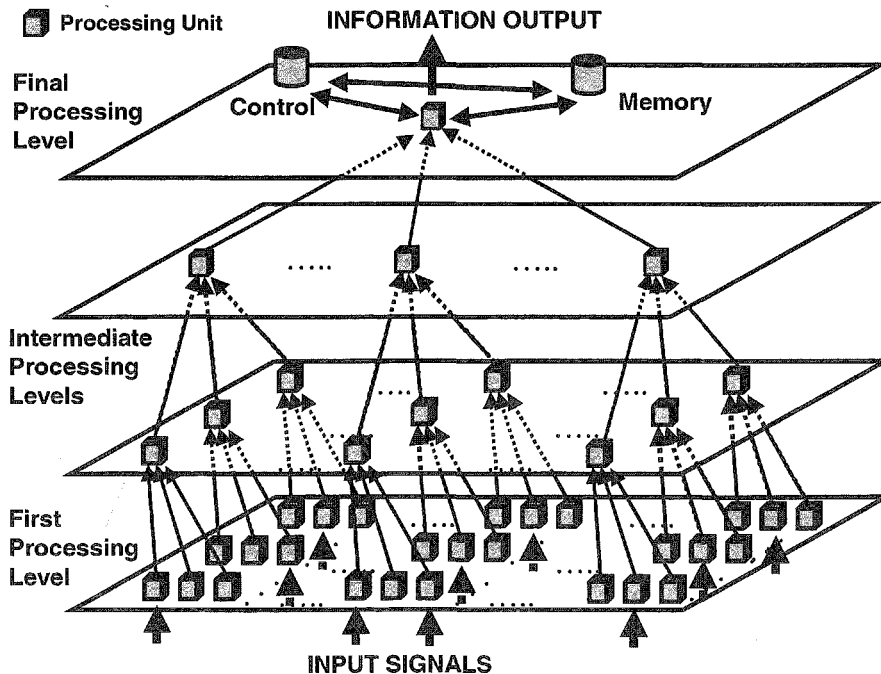 Processing Unit
INFORMATION OUTPUT
Final
Processing
Level
Control
Memory
Intermediate
Processing
Levels
First
Processing
Level
INPUT SIGNALS